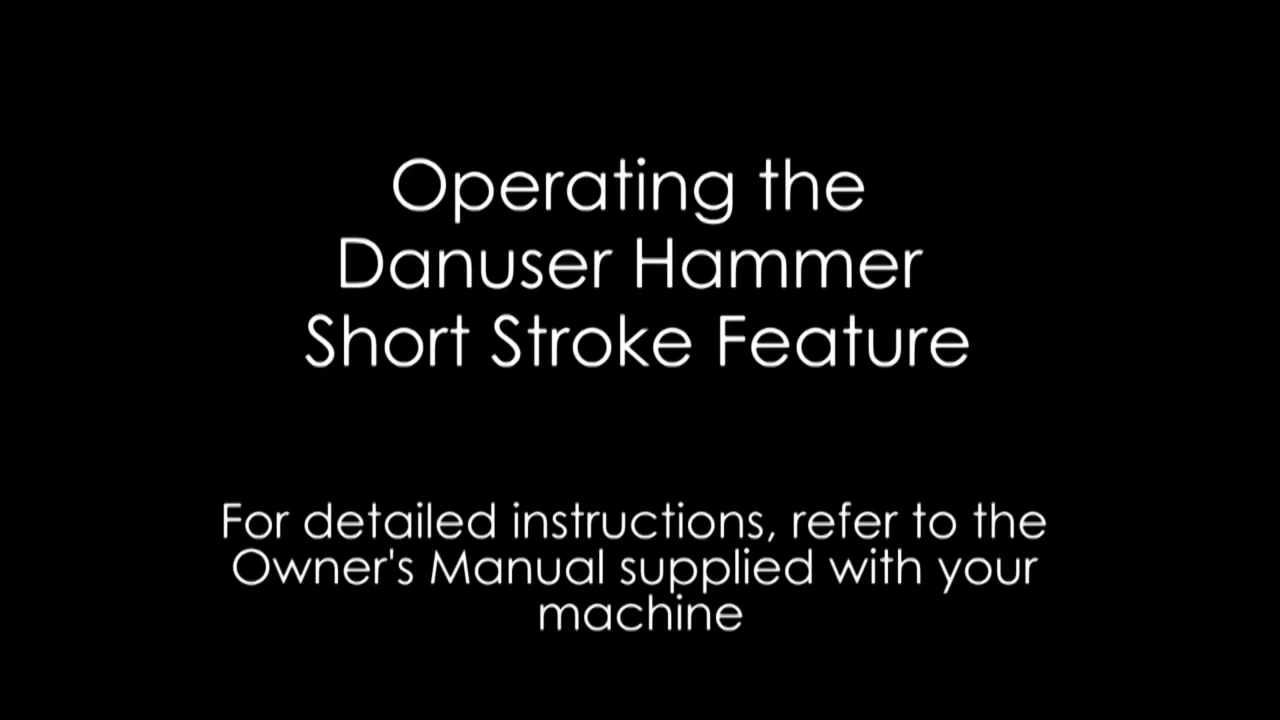 Operating the
Danuser Hammer
Short Stroke Feature
For detailed instructions, refer to the
Owner's Manual supplied with your
machine